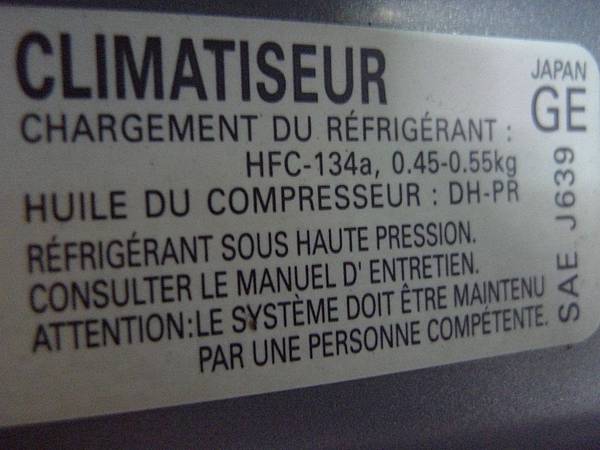 CLIMATISEUR
CHARGEMENT DU RÉFRIGÉRANT :
HFC-134a, 0.45-0.55kg
HUILE DU COMPRESSEUR : DH-PR
RÉFRIGÉRANT SOUS HAUTE PRESSION.
CONSULTER LE MANUEL D' ENTRETIEN.
ATTENTION:LE SYSTÈME DOIT ÊTRE MAINTENU
PAR UNE PERSONNE COMPÉTENTE.
JAPAN
GE
SAE J639